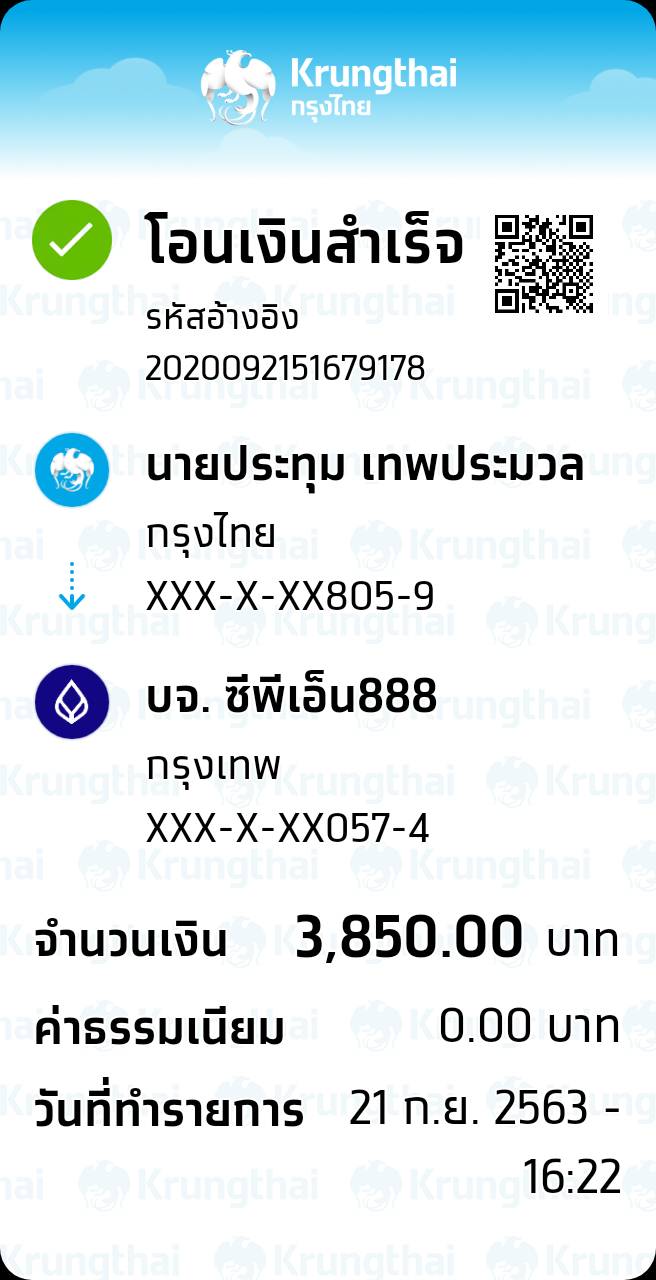 Krungthai
กรุงไทย
โอนเงินสำเร็จ
รหัสอ้างอิง
2020092151679178
นายประทุม เทพประมวล
กรุงไทย
XXX-X-XX805-9
บจ. ซีพีเอ็น888
กรุงเทพ
XXX-X-XX057-4
จำนวนเงิน 3,850.00 บาท
ค่าธรรมเนียม 0.00 บาท
วันที่ทำรายการ 21 ก.ย. 2563 -
16:22